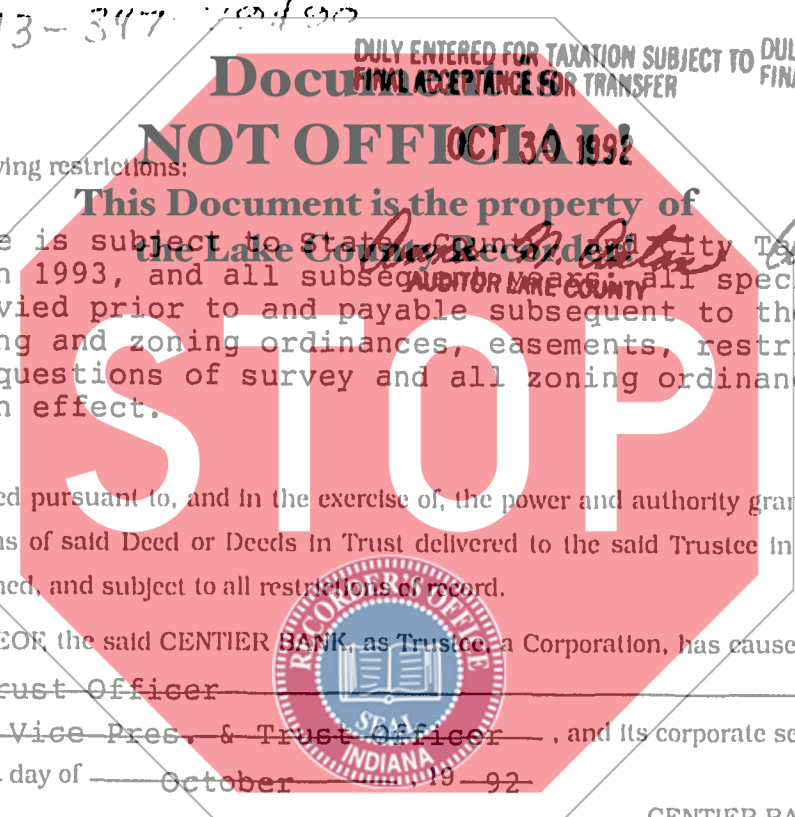 DULY ENTERED FOR TAXATION SUBJECT TO
FINAL ACCEPTANCE FOR TRANSFER
DUL
FINA
Document is
NOT OFFICIAL!
OCT 30 1992
ving restrictions:
This Document is the property of
the Lake County Recorder!
e is subject to State, County, and City Ta
AUDITOR LAKE COUNTY
n 1993, and all subsequent years; all spec
vied prior to and payable subsequent to th
ng and zoning ordinances, easements, restr
questions of survey and all zoning ordinan
n effect.
STOP
ed pursuant to, and in the exercise of, the power and authority gran
ns of said Deed or Deeds in Trust delivered to the said Trustee in
ned, and subject to all restrictions of record.
EOF, the said CENTIER BANK, as Trustee, a Corporation, has cause
rust Officer
Vice Pres. & Trust Officer, and its corporate se
day of October, 19 92
RECORDER'S OFFICE
SEAL
INDIANA
CENTIER BA